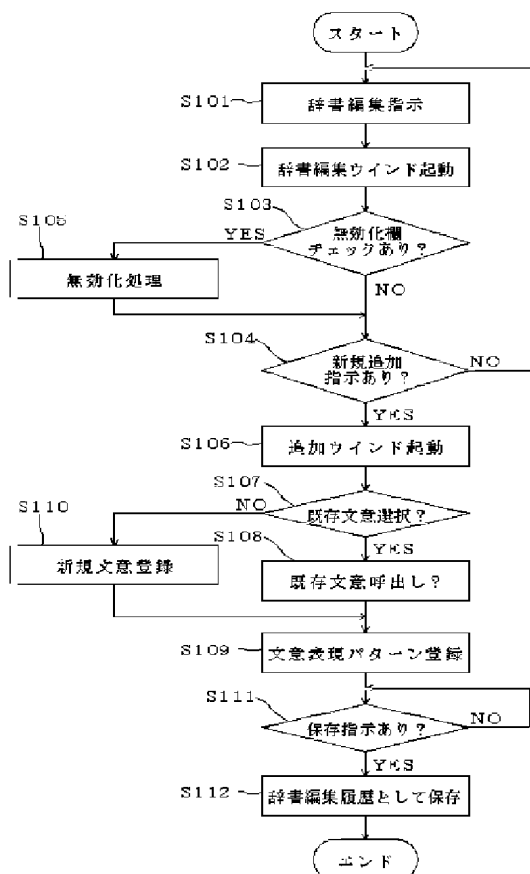 スタート
S101
辞書編集指示
S102
辞書編集ウインド起動
S103
無効化欄
チェックあり?
YES
S105
無効化処理
NO
S104
新規追加
指示あり?
NO
YES
S106
追加ウインド起動
S107
既存文意選択?
NO
S110
新規文意登録
YES
S108
既存文意呼出し?
S109
文意表現パターン登録
S111
保存指示あり?
NO
YES
S112
辞書編集履歴として保存
エンド